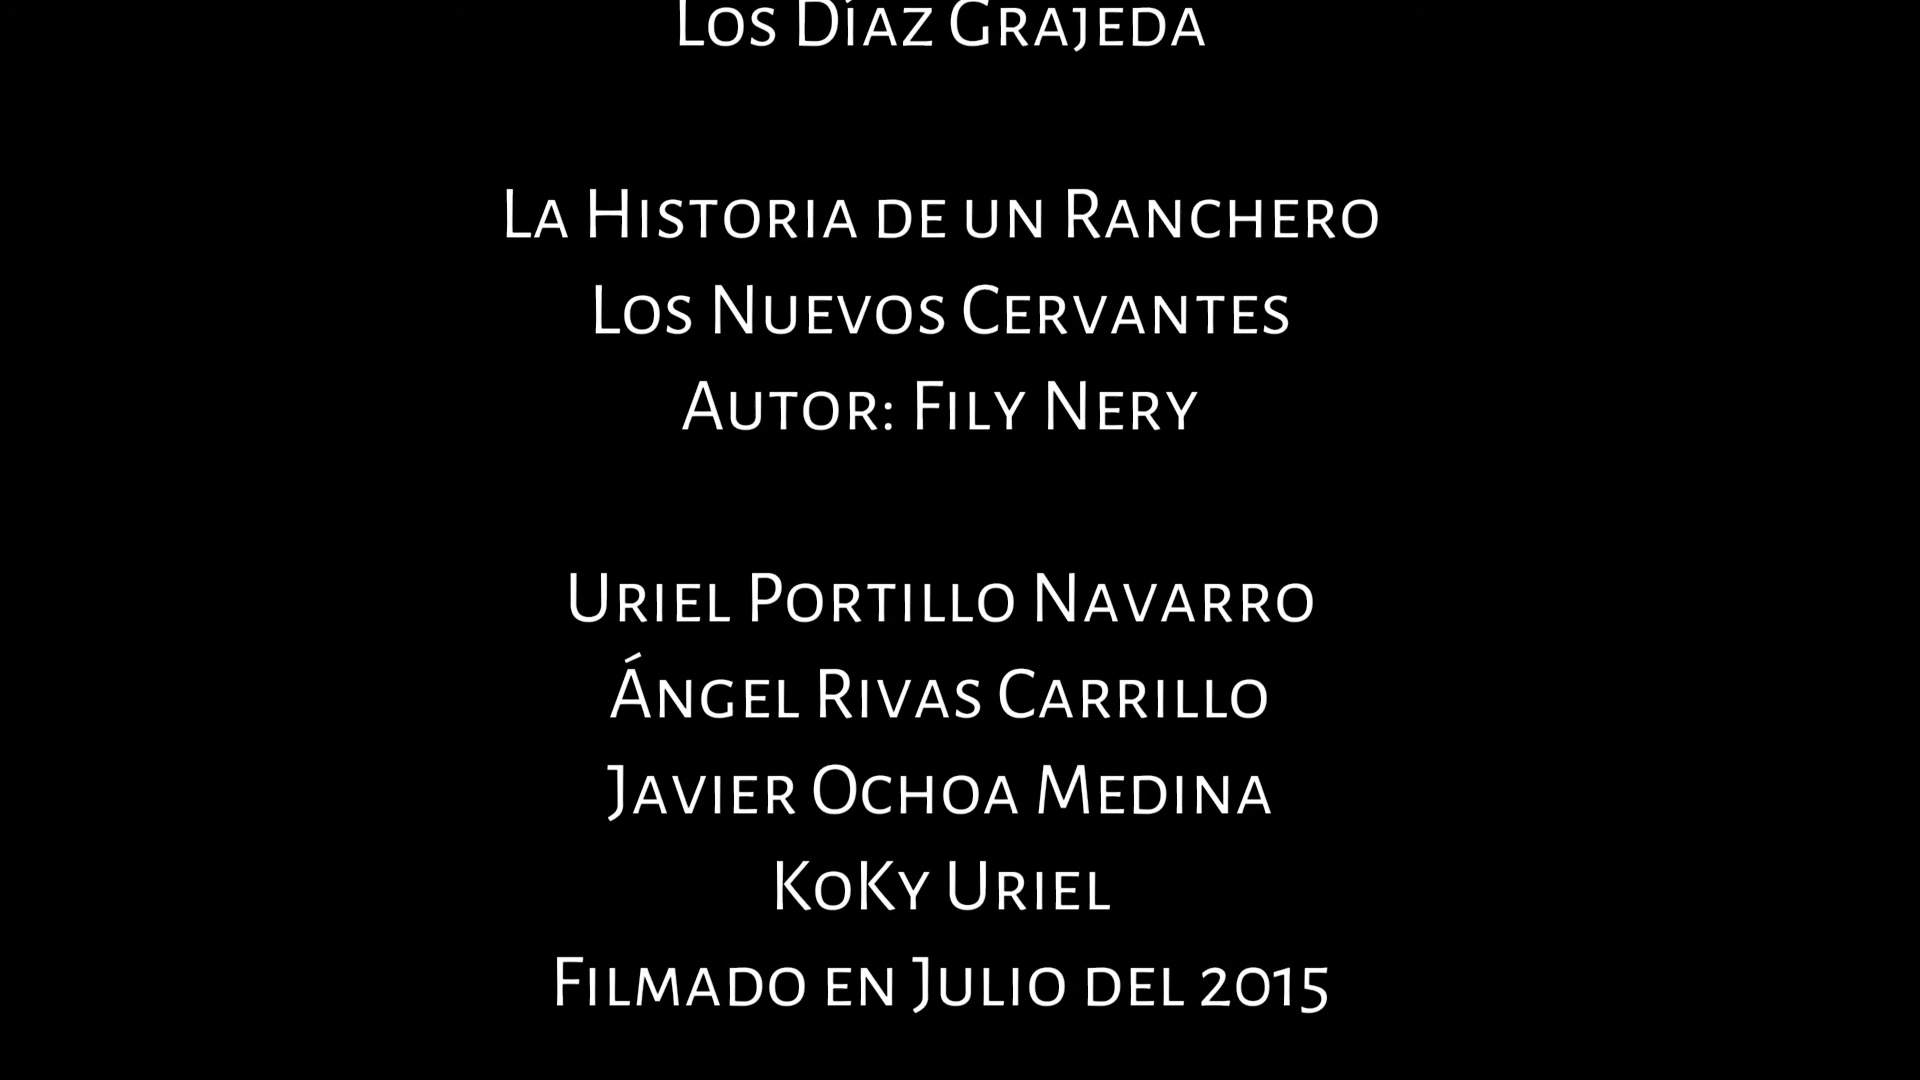 Los Díaz Grajeda
La Historia de un Ranchero
Los Nuevos Cervantes
Autor: Fily Nery
Uriel Portillo Navarro
Ángel Rivas Carrillo
Javier Ochoa Medina
KoKy Uriel
Filmado en Julio del 2015